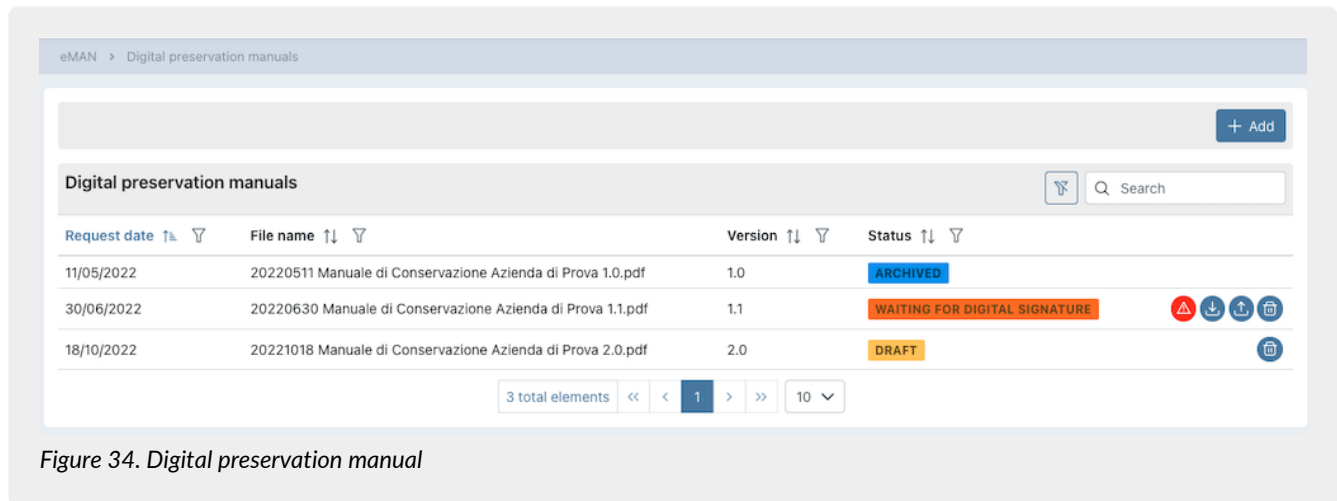 eMAN > Digital preservation manuals
+ Add
Digital preservation manuals
Search
Request date File name Version Status
11/05/2022 20220511 Manuale di Conservazione Azienda di Prova 1.0.pdf 1.0 ARCHIVED
30/06/2022 20220630 Manuale di Conservazione Azienda di Prova 1.1.pdf 1.1 WAITING FOR DIGITAL SIGNATURE
18/10/2022 20221018 Manuale di Conservazione Azienda di Prova 2.0.pdf 2.0 DRAFT
3 total elements << < 1 > >> 10
Figure 34. Digital preservation manual